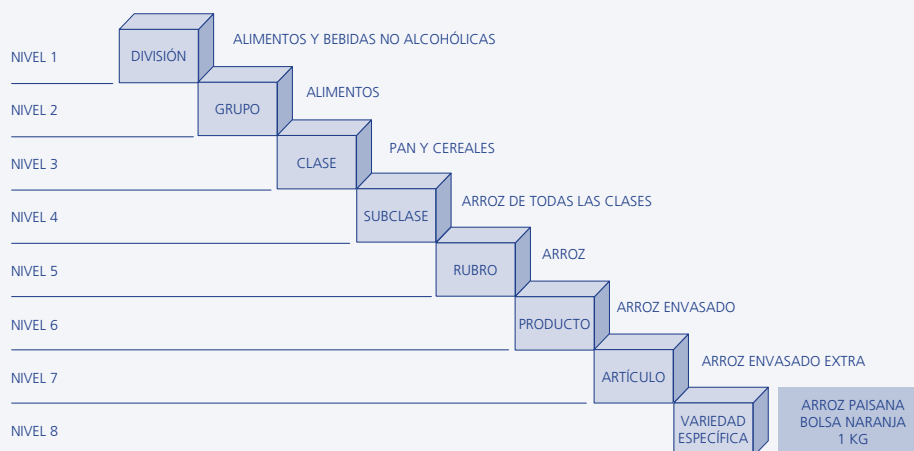 NIVEL 1
DIVISIÓN
ALIMENTOS Y BEBIDAS NO ALCOHÓLICAS
NIVEL 2
GRUPO
ALIMENTOS
NIVEL 3
CLASE
PAN Y CEREALES
NIVEL 4
SUBCLASE
ARROZ DE TODAS LAS CLASES
NIVEL 5
RUBRO
ARROZ
NIVEL 6
PRODUCTO
ARROZ ENVASADO
NIVEL 7
ARTÍCULO
ARROZ ENVASADO EXTRA
NIVEL 8
VARIEDAD
ESPECÍFICA
ARROZ PAISANA
BOLSA NARANJA
1 KG